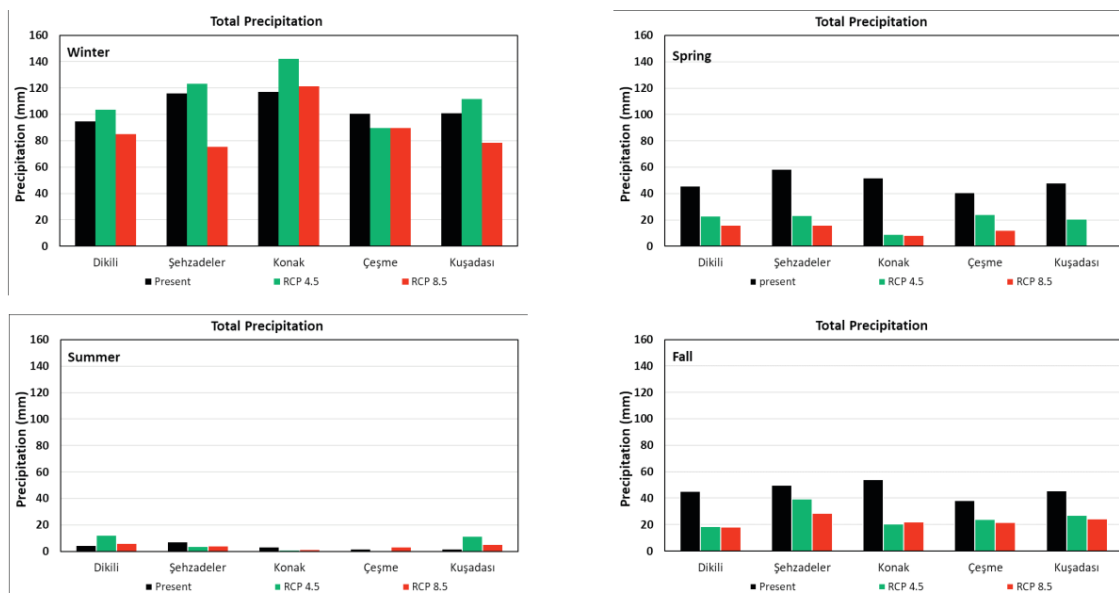 Total Precipitation
Precipitation (mm)
160
140
120
100
80
60
40
20
0
Winter
Dikili Şehzadeler Konak Çeşme Kuşadası
Present RCP 4.5 RCP 8.5
Total Precipitation
Precipitation (mm)
160
140
120
100
80
60
40
20
0
Spring
Dikili Şehzadeler Konak Çeşme Kuşadası
present RCP 4.5 RCP 8.5
Total Precipitation
Precipitation (mm)
160
140
120
100
80
60
40
20
0
Summer
Dikili Şehzadeler Konak Çeşme Kuşadası
Present RCP 4.5 RCP 8.5
Total Precipitation
Precipitation (mm)
160
140
120
100
80
60
40
20
0
Fall
Dikili Şehzadeler Konak Çeşme Kuşadası
Present RCP 4.5 RCP 8.5